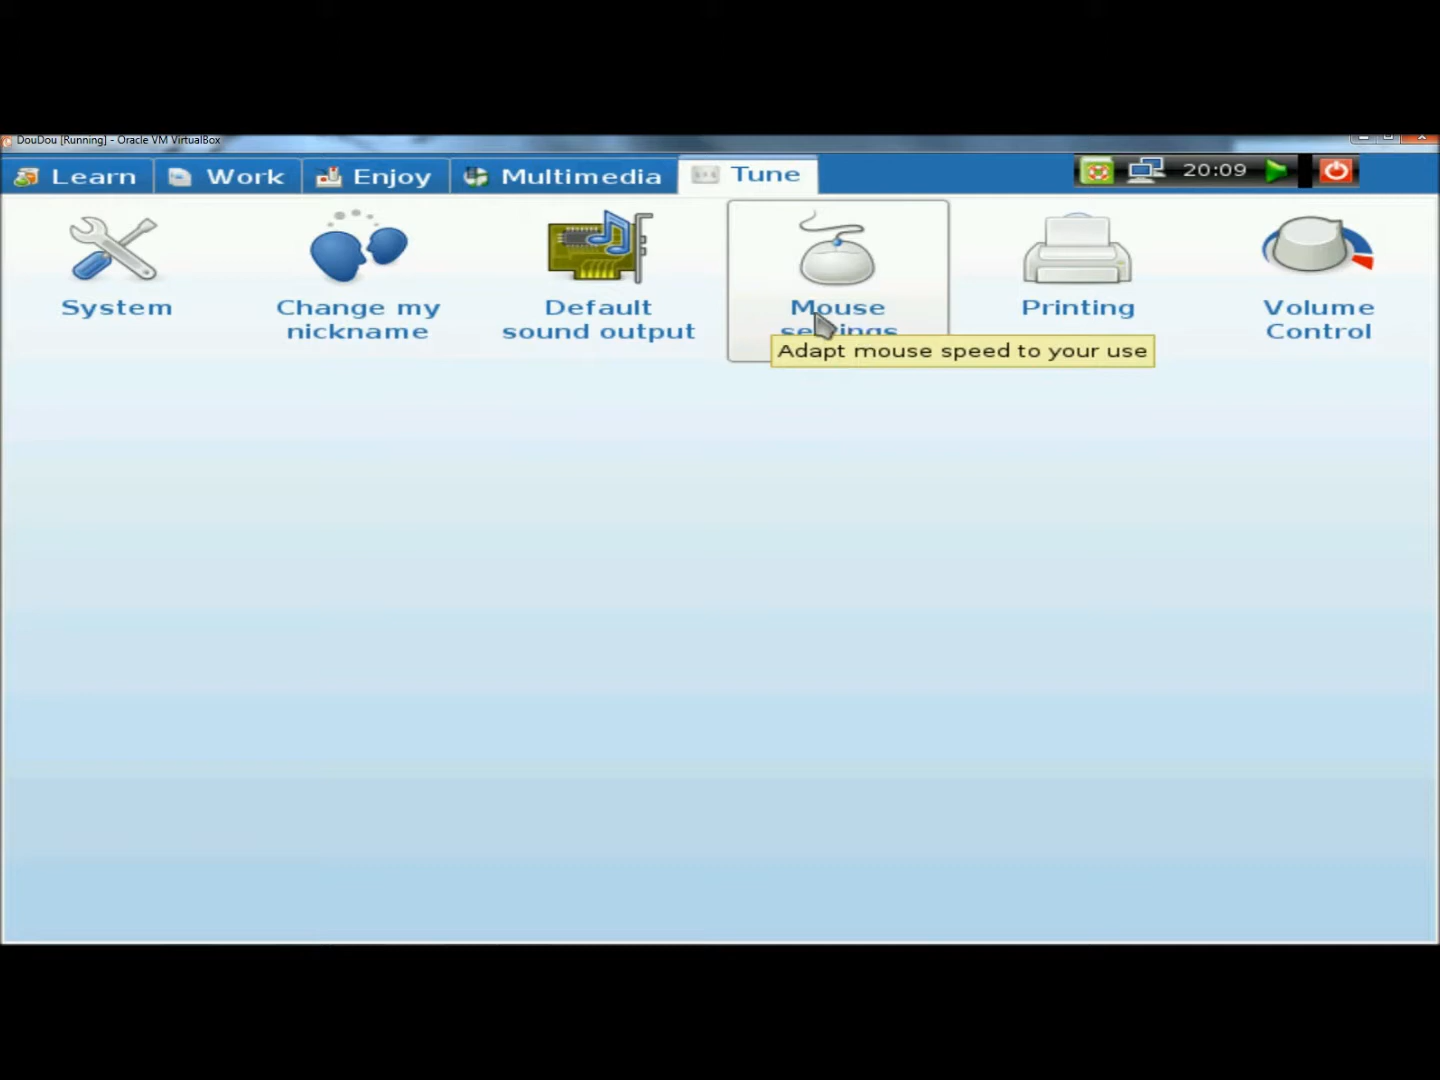 DouDou [Running] - Oracle VM VirtualBox
Learn Work Enjoy Multimedia Tune 20:09
System
Change my
nickname
Default
sound output
Mouse
settings
Adapt mouse speed to your use
Printing
Volume
Control